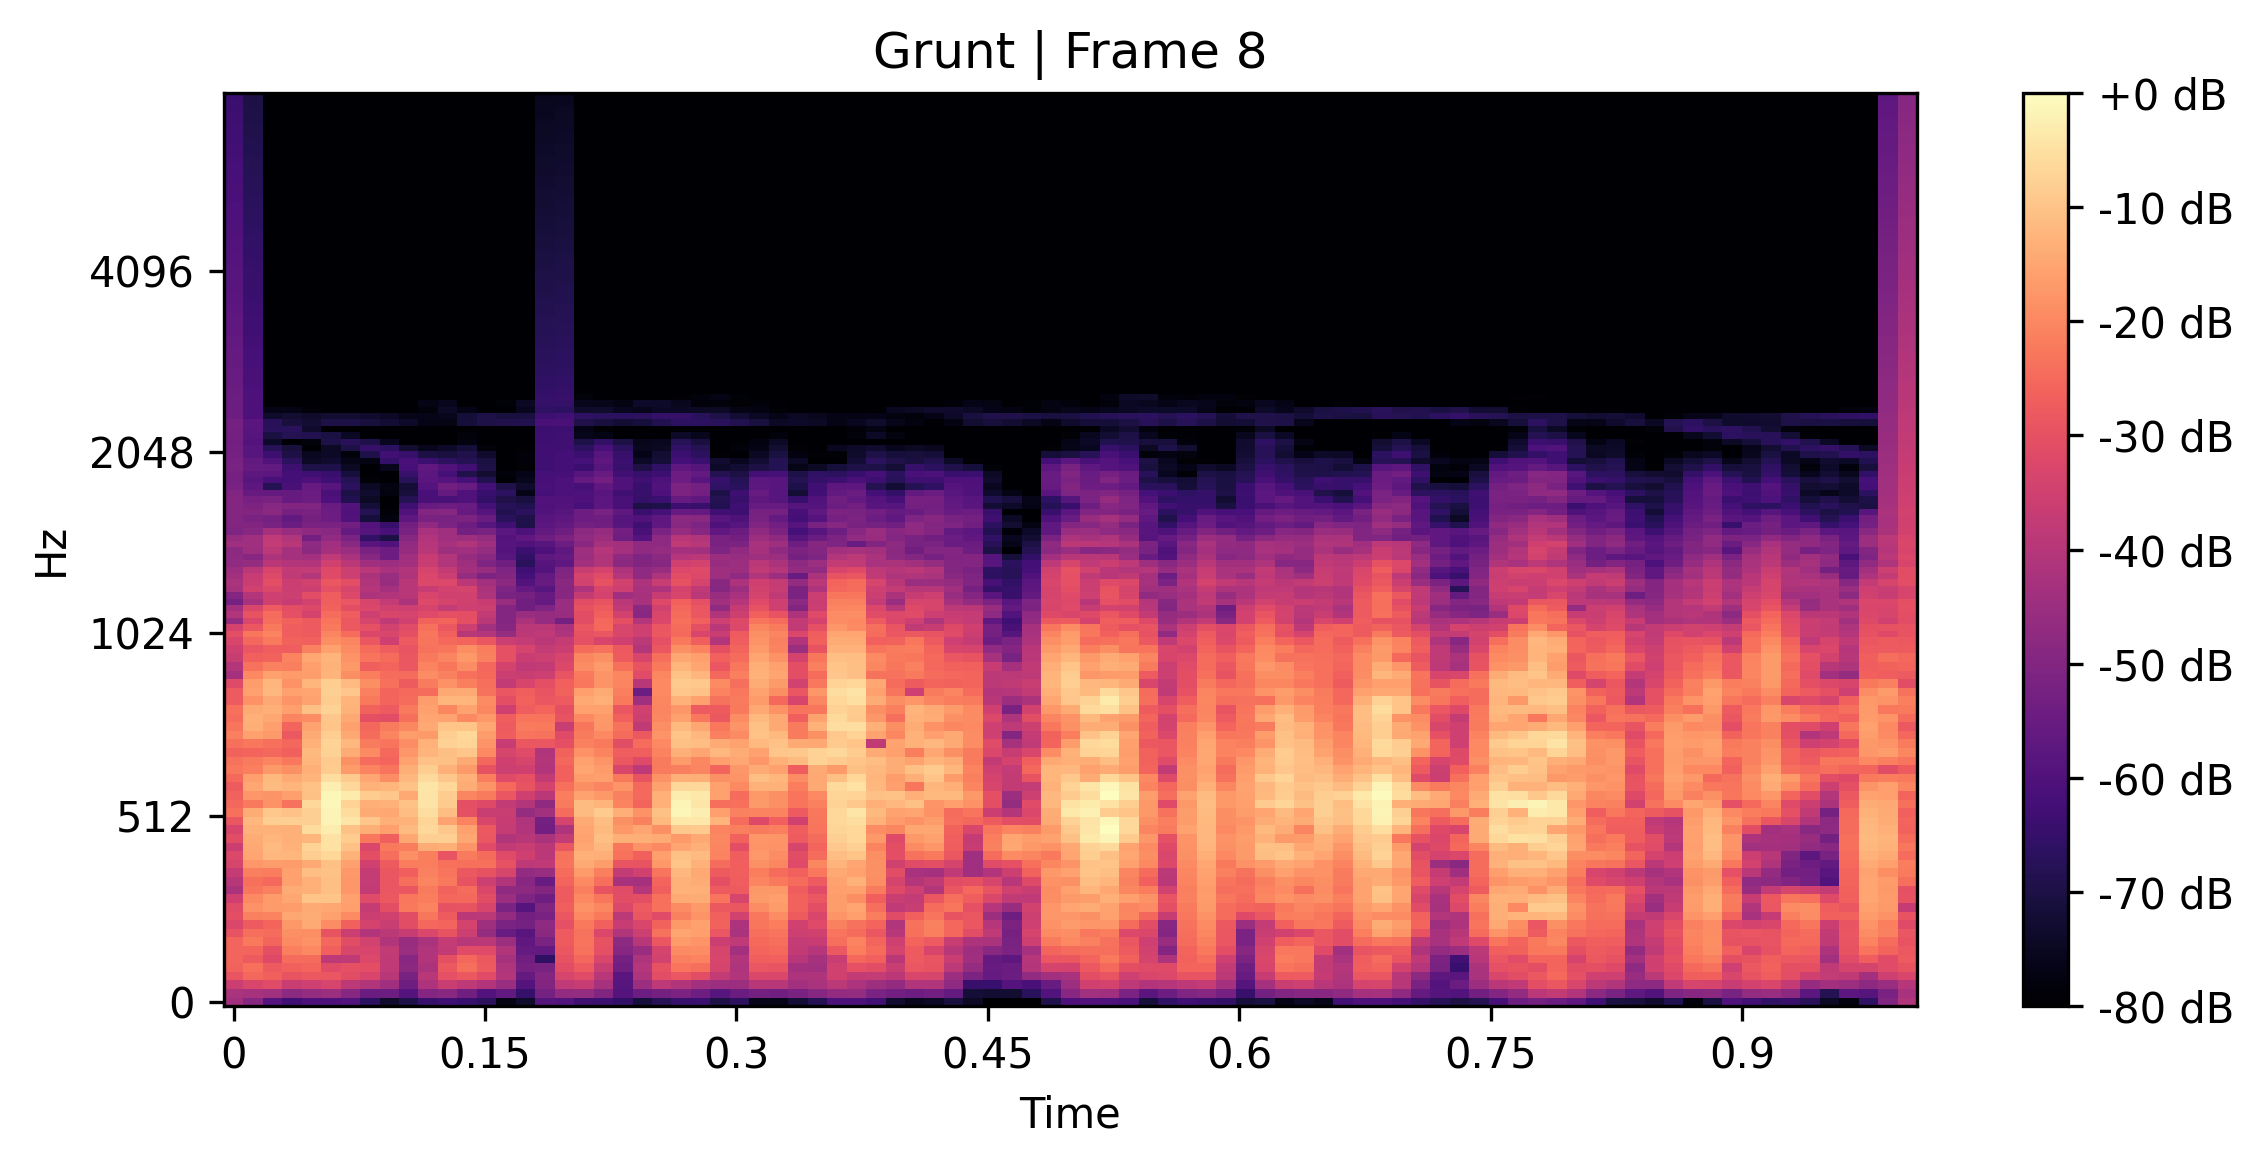 Grunt | Frame 8
+0 dB
-10 dB
-20 dB
-30 dB
-40 dB
-50 dB
-60 dB
-70 dB
-80 dB
4096
2048
1024
512
0
Hz
0 0.15 0.3 0.45 0.6 0.75 0.9
Time